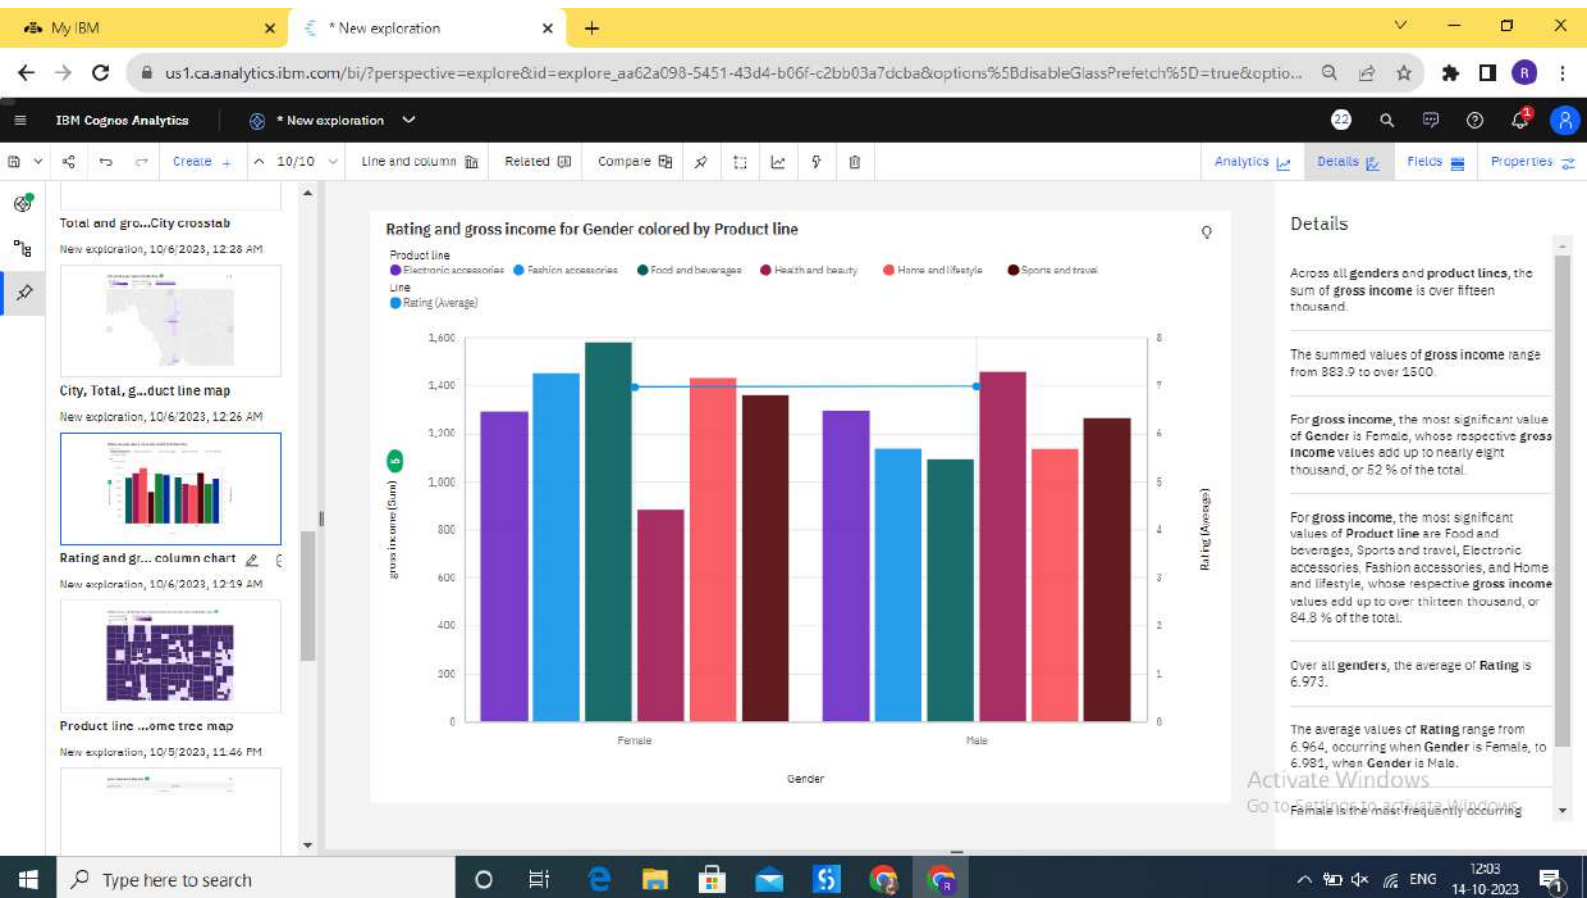 My IBM
* New exploration
us1.ca.analytics.ibm.com/bi/?perspective=explore&id=explore_aa62a098-5451-43d4-b06f-c2bb03a7dcba&options%5BdisableGlassPrefetch%5D=true&optio...
R
IBM Cognos Analytics
* New exploration
22
1
Create +
10/10
Line and column
Related
Compare
Analytics
Details
Fields
Properties
Total and gro...City crosstab
New exploration, 10/6/2023, 12:28 AM
City, Total, g...duct line map
New exploration, 10/6/2023, 12:26 AM
Rating and gr... column chart
New exploration, 10/6/2023, 12:19 AM
Product line ...ome tree map
New exploration, 10/5/2023, 11:46 PM
Rating and gross income for Gender colored by Product line
Product line
Electronic accessories Fashion accessories Food and beverages Health and beauty Home and lifestyle Sports and travel
Line
Rating (Average)
1,600
1,400
1,200
1,000
800
600
400
200
0
8
7
6
5
4
3
2
1
0
gross income (Sum) 5
Rating (Average)
Female
Male
Gender
Details
Across all genders and product lines, the
sum of gross income is over fifteen
thousand.
The summed values of gross income range
from 883.9 to over 1500.
For gross income, the most significant value
of Gender is Female, whose respective gross
income values add up to nearly eight
thousand, or 52 % of the total.
For gross income, the most significant
values of Product line are Food and
beverages, Sports and travel, Electronic
accessories, Fashion accessories, and Home
and lifestyle, whose respective gross income
values add up to over thirteen thousand, or
84.8 % of the total.
Over all genders, the average of Rating is
6.973.
The average values of Rating range from
6.964, occurring when Gender is Female, to
6.981, when Gender is Male.
Activate Windows
Go to Settings to activate Windows.
Female is the most frequently occurring
Type here to search
ENG
12:03
14-10-2023
1